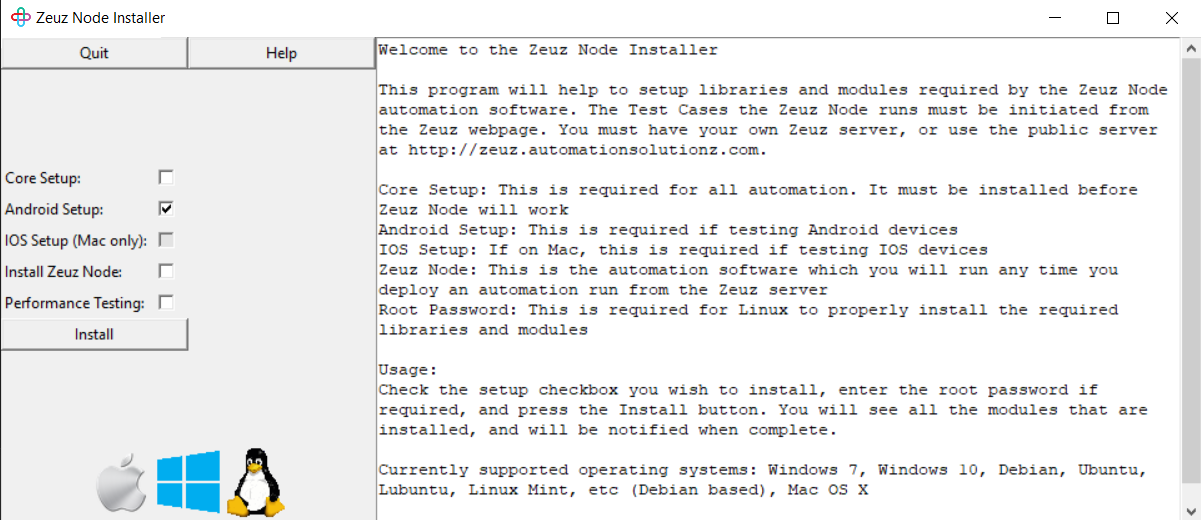 Zeuz Node Installer
Quit
Help
Core Setup:
Android Setup:
IOS Setup (Mac only):
Install Zeuz Node:
Performance Testing:
Install
Welcome to the Zeuz Node Installer
This program will help to setup libraries and modules required by the Zeuz Node
automation software. The Test Cases the Zeuz Node runs must be initiated from
the Zeuz webpage. You must have your own Zeuz server, or use the public server
at http://zeuz.automationsolutionz.com.
Core Setup: This is required for all automation. It must be installed before
Zeuz Node will work
Android Setup: This is required if testing Android devices
IOS Setup: If on Mac, this is required if testing IOS devices
Zeuz Node: This is the automation software which you will run any time you
deploy an automation run from the Zeuz server
Root Password: This is required for Linux to properly install the required
libraries and modules
Usage:
Check the setup checkbox you wish to install, enter the root password if
required, and press the Install button. You will see all the modules that are
installed, and will be notified when complete.
Currently supported operating systems: Windows 7, Windows 10, Debian, Ubuntu,
Lubuntu, Linux Mint, etc (Debian based), Mac OS X